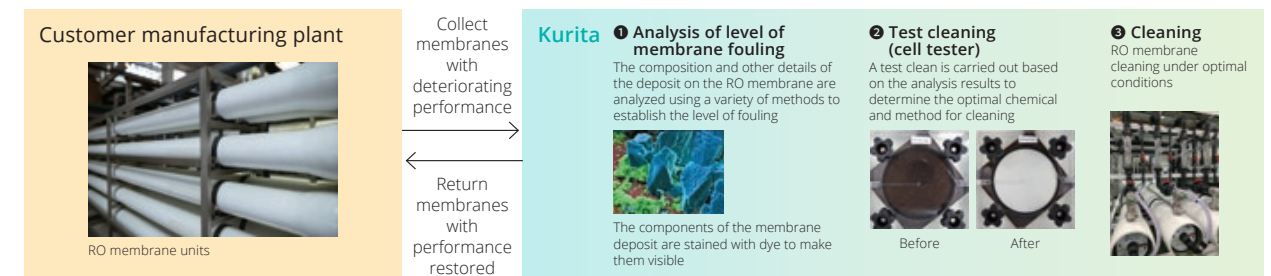 Customer manufacturing plant
RO membrane units
Collect
membranes
with
deteriorating
performance
Return
membranes
with
performance
restored
Kurita
❶ Analysis of level of
membrane fouling
The composition and other details of
the deposit on the RO membrane are
analyzed using a variety of methods to
establish the level of fouling
The components of the membrane
deposit are stained with dye to make
them visible
❷ Test cleaning
(cell tester)
A test clean is carried out based
on the analysis results to
determine the optimal chemical
and method for cleaning
Before
After
❸ Cleaning
RO membrane
cleaning under optimal
conditions